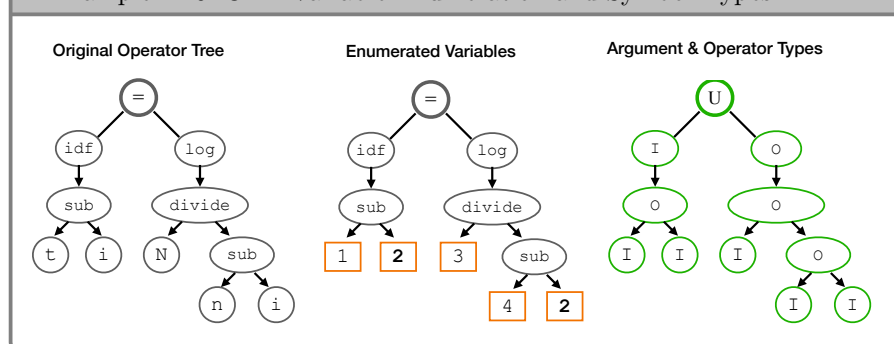 Original Operator Tree
=
idf log
sub divide
t i N sub
n i
Enumerated Variables
=
idf log
sub divide
1 2 3 sub
4 2
Argument & Operator Types
U
I O
O O
I I I O
I I